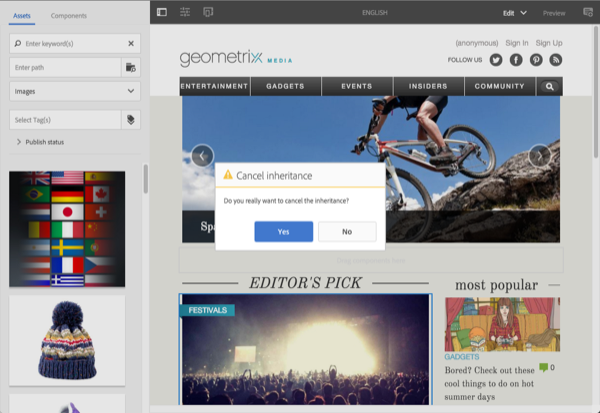 Assets
Components
ENGLISH
Edit
Preview
Enter keyword(s)
Enter path
Images
Select Tag(s)
Publish status
geometrixx MEDIA
(anonymous) Sign In Sign Up
FOLLOW US
ENTERTAINMENT
GADGETS
EVENTS
INSIDERS
COMMUNITY
Cancel inheritance
Do you really want to cancel the inheritance?
Yes
No
Spa
EDITOR'S PICK
most popular
FESTIVALS
GADGETS
Bored? Check out these
cool things to do on hot
summer days
0